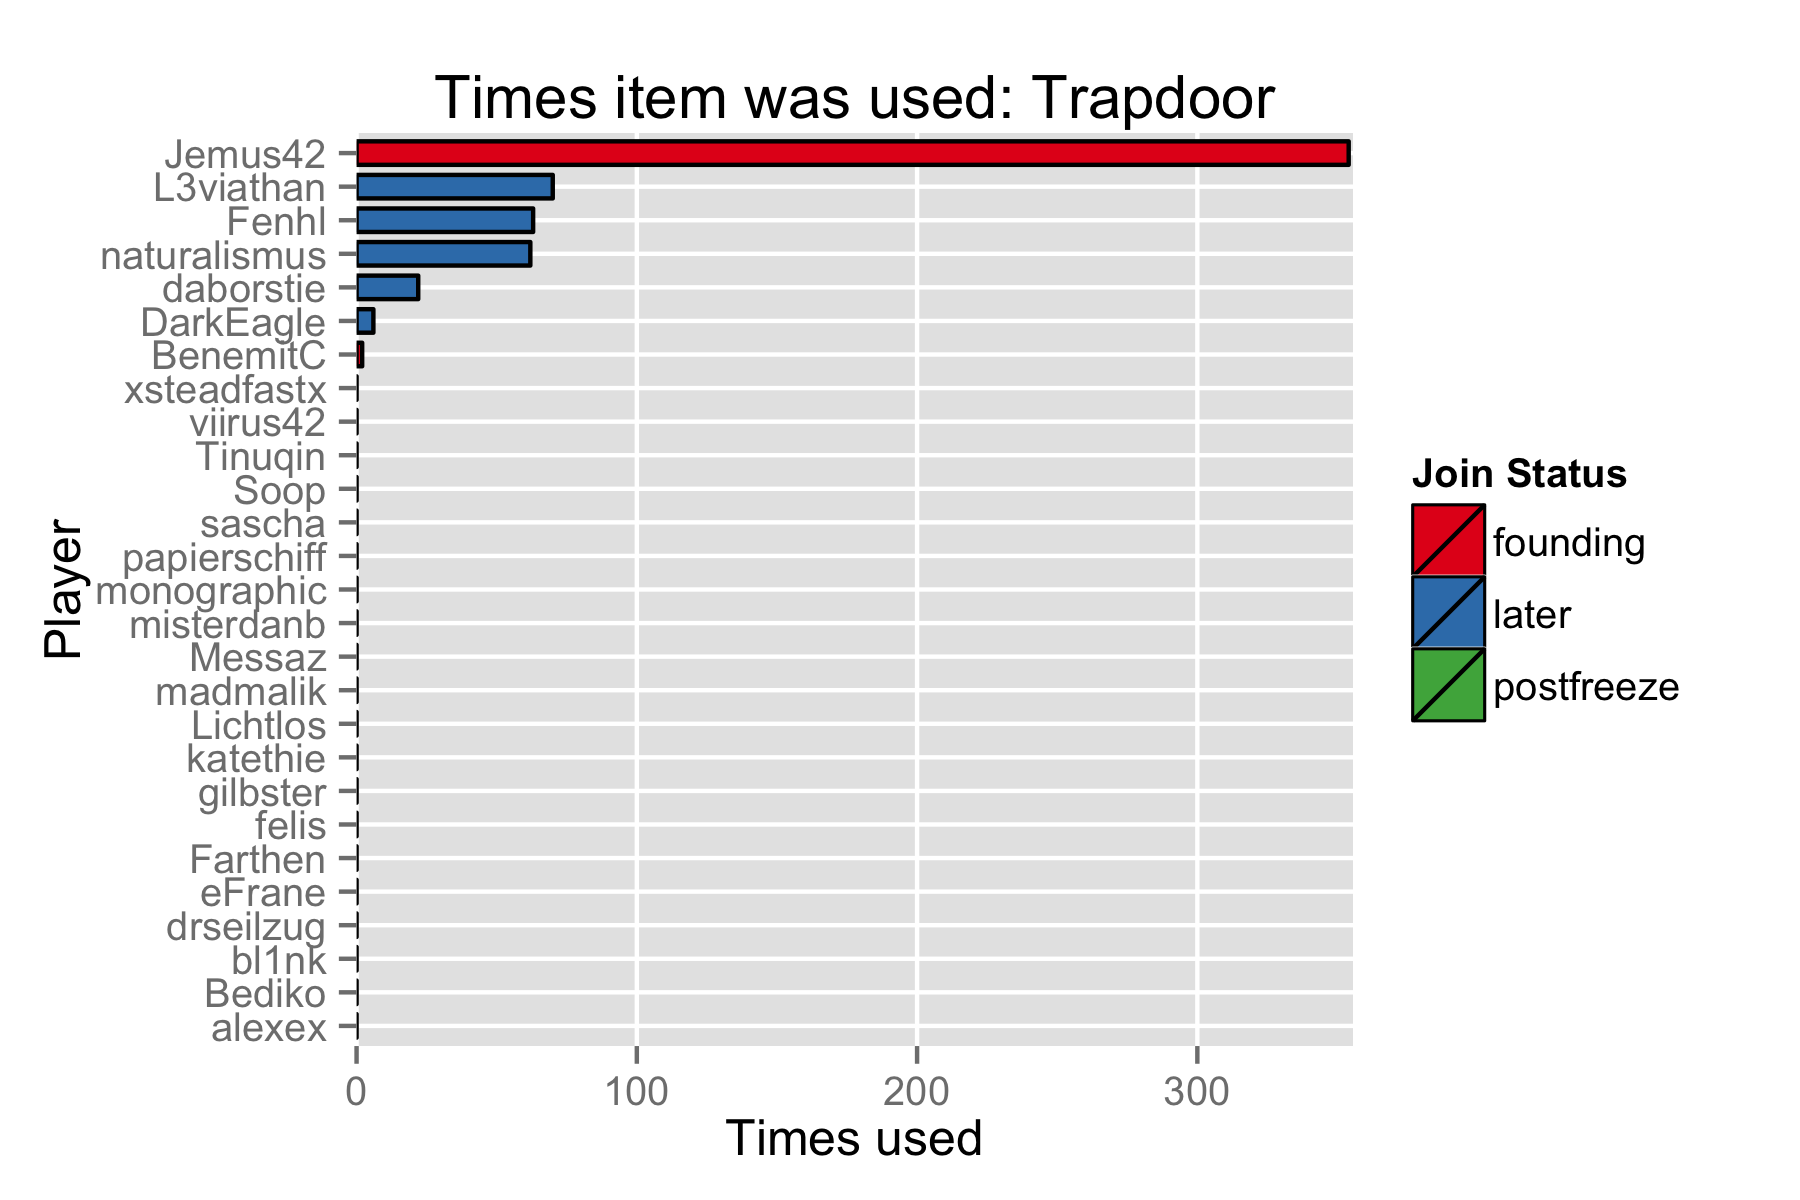 Times item was used: Trapdoor
Player
Jemus42
L3viathan
Fenhl
naturalismus
daborstie
DarkEagle
BenemitC
xsteadfastx
viirus42
Tinuqin
Soop
sascha
papierschiff
monographic
misterdanb
Messaz
madmalik
Lichtlos
katethie
gilbster
felis
Farthen
eFrane
drseilzug
bl1nk
Bediko
alexex
0 100 200 300
Times used
Join Status
founding
later
postfreeze